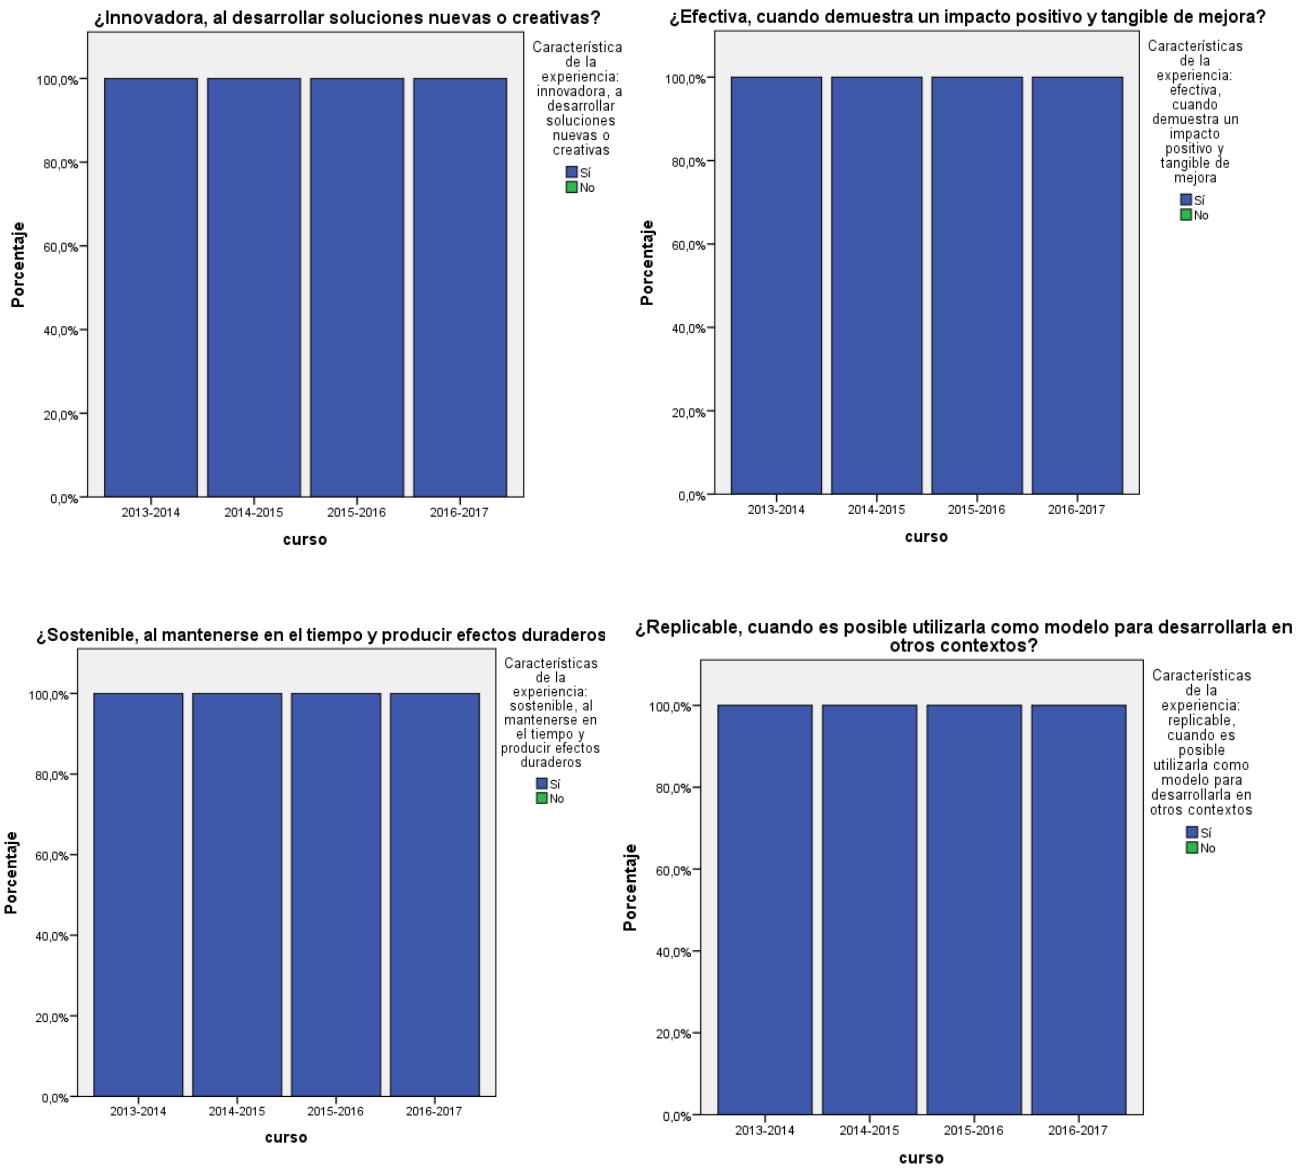 ¿Innovadora, al desarrollar soluciones nuevas o creativas?
Característica
de la
experiencia:
innovadora, a
desarrollar
soluciones
nuevas o
creativas
Sí
No
Porcentaje
100,0%
80,0%
60,0%
40,0%
20,0%
0,0%
2013-2014
2014-2015
2015-2016
2016-2017
curso
¿Efectiva, cuando demuestra un impacto positivo y tangible de mejora?
Características
de la
experiencia:
efectiva,
cuando
demuestra un
impacto
positivo y
tangible de
mejora
Sí
No
Porcentaje
100,0%
80,0%
60,0%
40,0%
20,0%
0,0%
2013-2014
2014-2015
2015-2016
2016-2017
curso
¿Sostenible, al mantenerse en el tiempo y producir efectos duraderos
Características
de la
experiencia:
sostenible, al
mantenerse en
el tiempo y
producir efectos
duraderos
Sí
No
Porcentaje
100,0%
80,0%
60,0%
40,0%
20,0%
0,0%
2013-2014
2014-2015
2015-2016
2016-2017
curso
¿Replicable, cuando es posible utilizarla como modelo para desarrollarla en
otros contextos?
Características
de la
experiencia:
replicable,
cuando es
posible
utilizarla como
modelo para
desarrollarla en
otros contextos
Sí
No
Porcentaje
100,0%
80,0%
60,0%
40,0%
20,0%
0,0%
2013-2014
2014-2015
2015-2016
2016-2017
curso